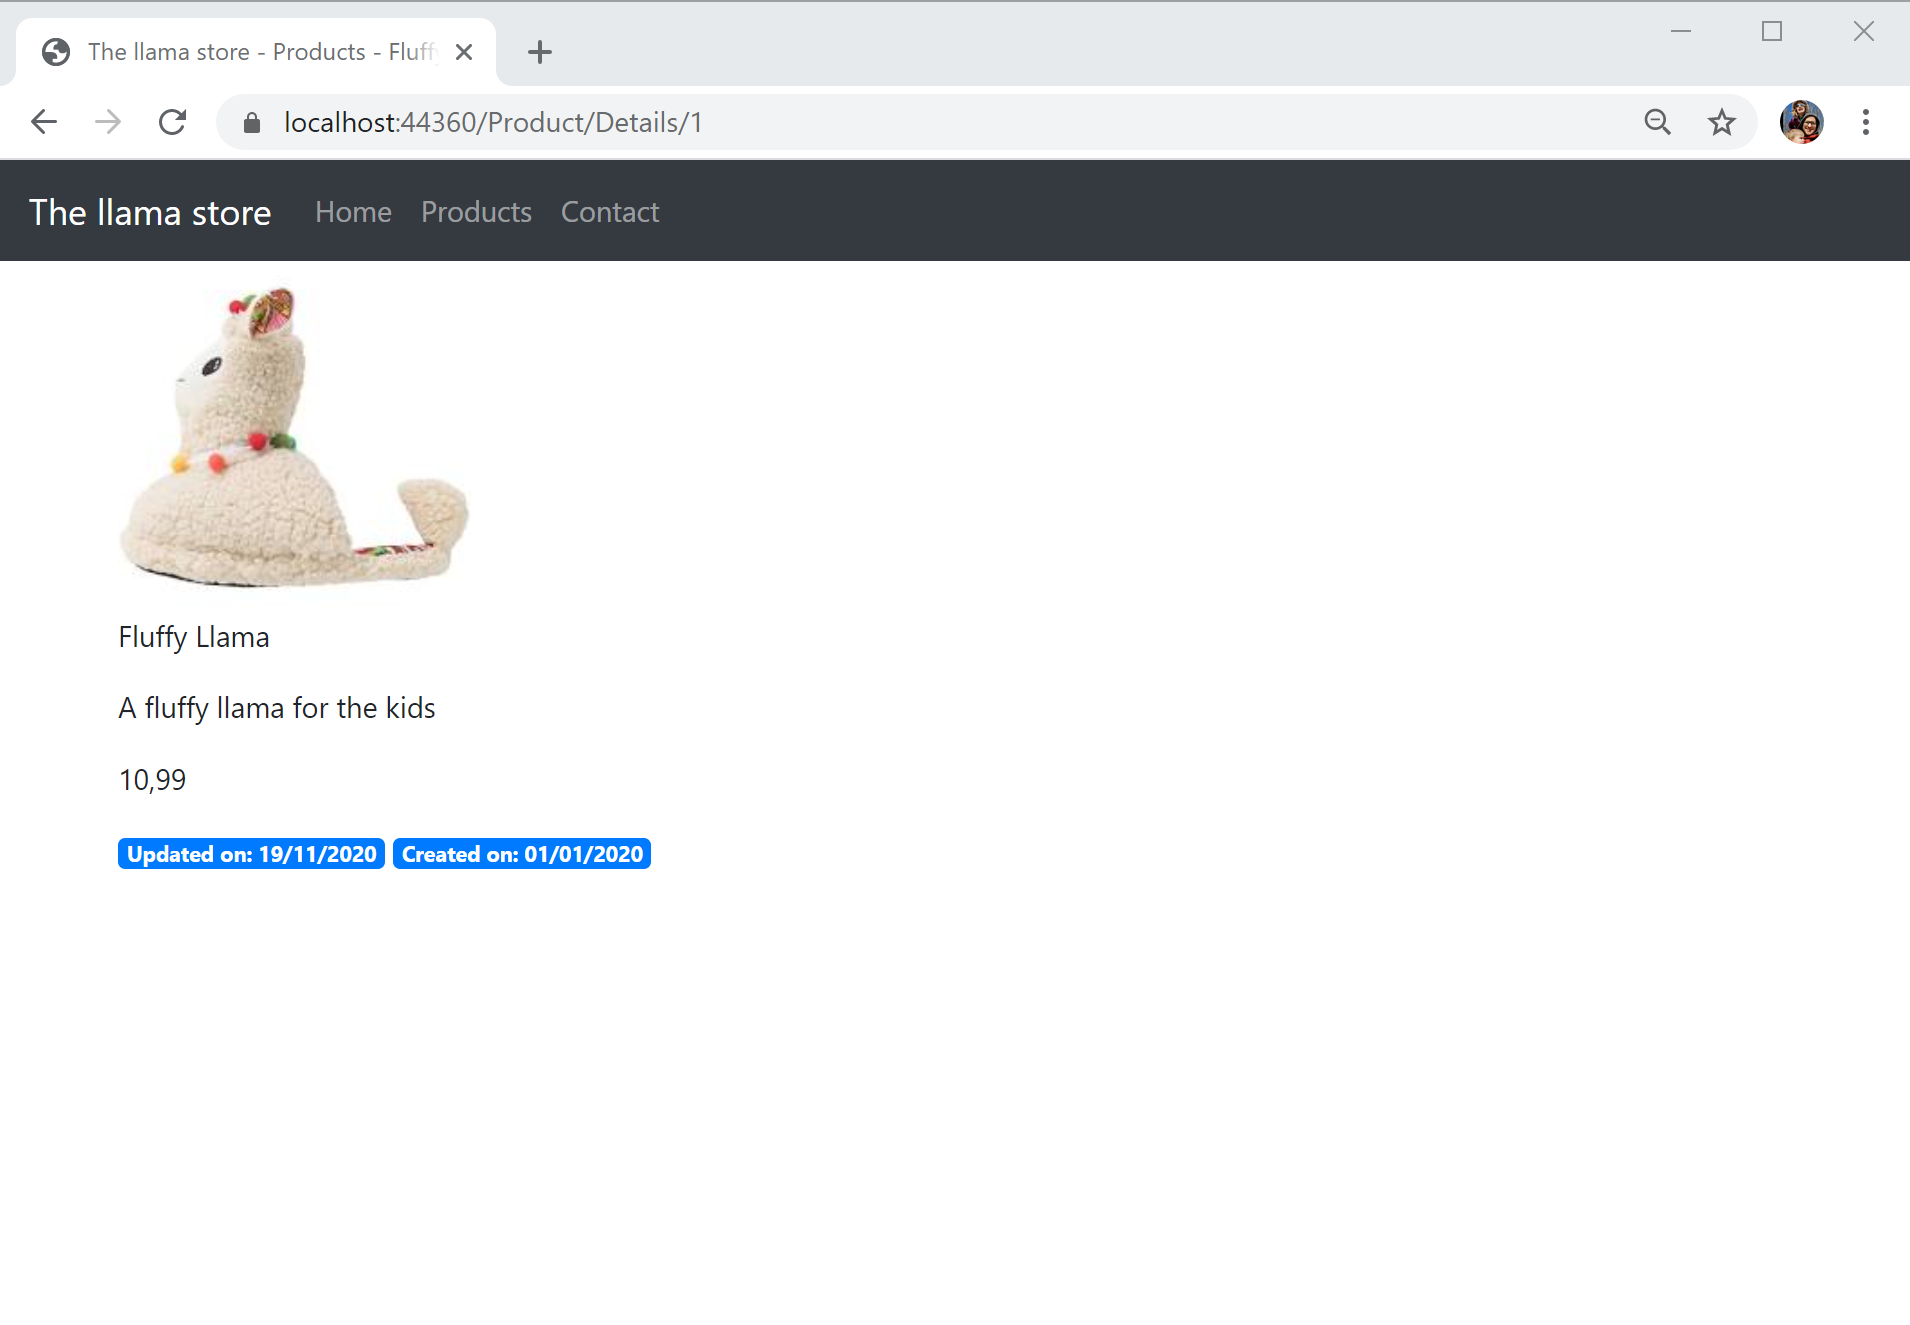 The llama store - Products - Fluffy
localhost:44360/Product/Details/1
The llama store Home Products Contact
Fluffy Llama
A fluffy llama for the kids
10,99
Updated on: 19/11/2020 Created on: 01/01/2020